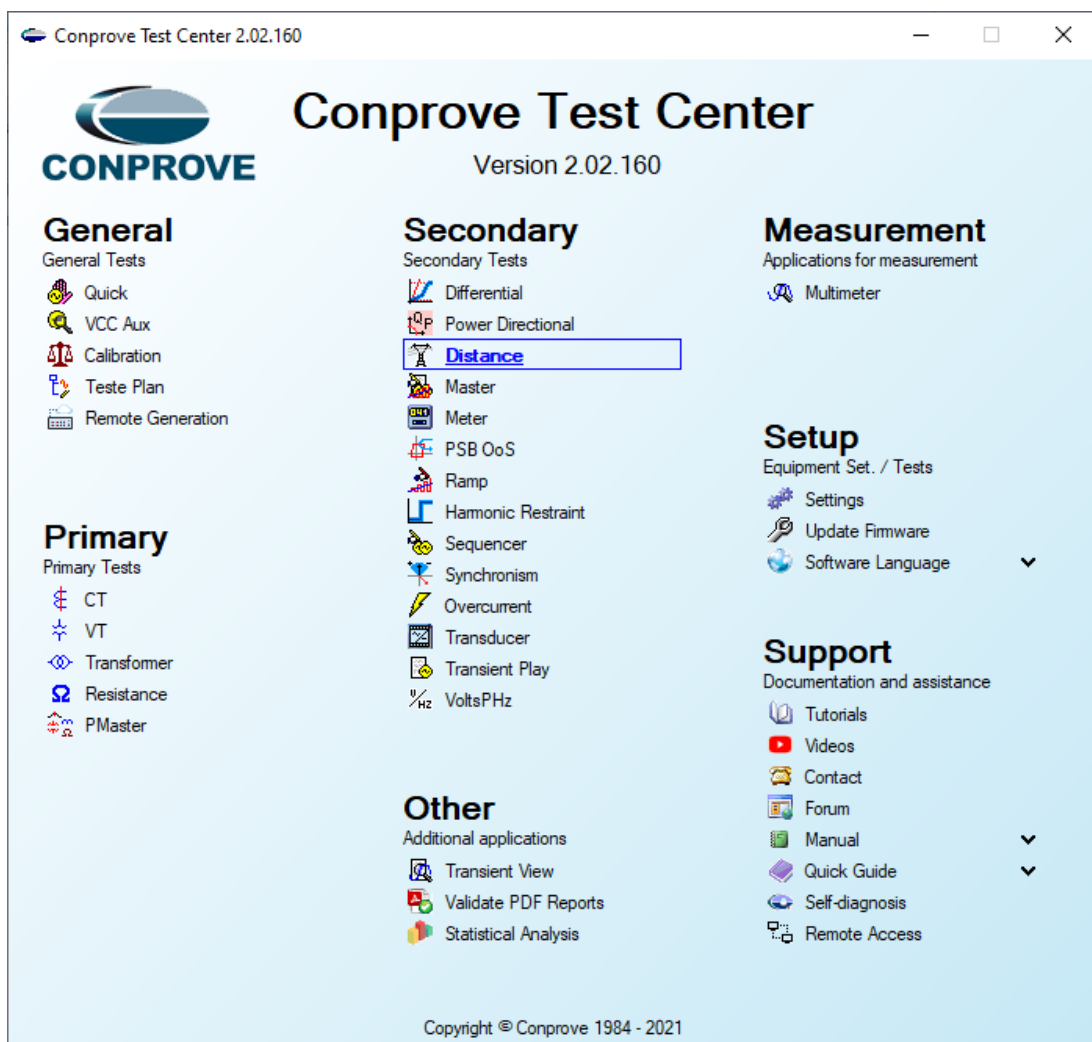 Conprove Test Center 2.02.160
CONPROVE
Conprove Test Center
Version 2.02.160
General
General Tests
Quick
VCC Aux
Calibration
Teste Plan
Remote Generation
Primary
Primary Tests
CT
VT
Transformer
Resistance
PMaster
Secondary
Secondary Tests
Differential
Power Directional
Distance
Master
Meter
PSB OoS
Ramp
Harmonic Restraint
Sequencer
Synchronism
Overcurrent
Transducer
Transient Play
VoltsPHz
Other
Additional applications
Transient View
Validate PDF Reports
Statistical Analysis
Measurement
Applications for measurement
Multimeter
Setup
Equipment Set. / Tests
Settings
Update Firmware
Software Language
Support
Documentation and assistance
Tutorials
Videos
Contact
Forum
Manual
Quick Guide
Self-diagnosis
Remote Access
Copyright © Conprove 1984 - 2021